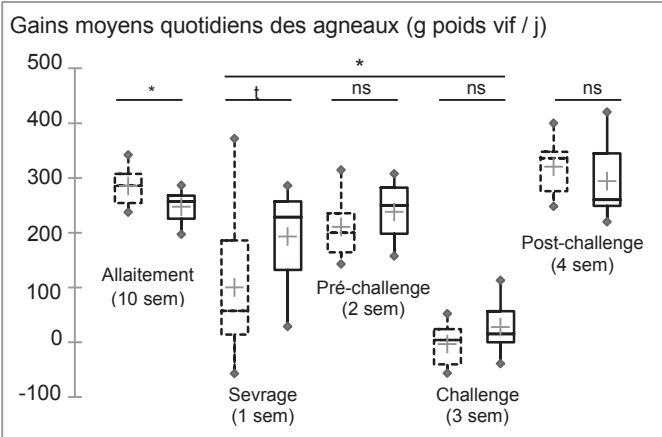 Gains moyens quotidiens des agneaux (g poids vif / j)
500
400
300
200
100
0
-100
*
*
t
ns
ns
ns
Allaitement
(10 sem)
Sevrage
(1 sem)
Pré-challenge
(2 sem)
Challenge
(3 sem)
Post-challenge
(4 sem)